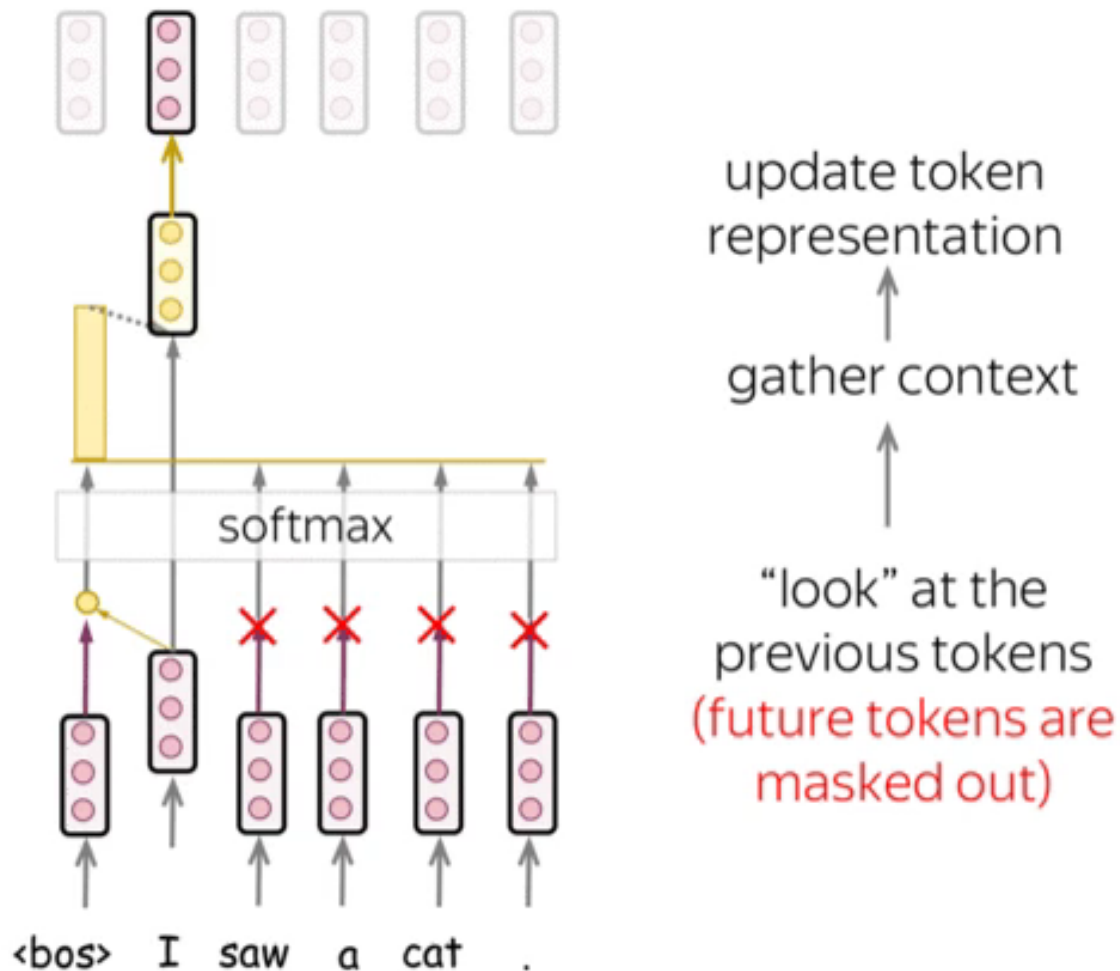 update token
representation
gather context
softmax
“look” at the
previous tokens
(future tokens are
masked out)
<bos> I saw a cat .